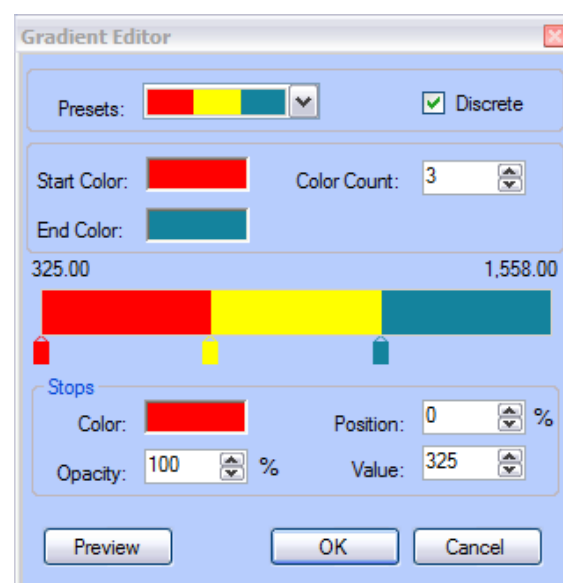 Gradient Editor
Presets:
Discrete
Start Color:
Color Count: 3
End Color:
325.00 1,558.00
Stops
Color:
Position: 0 %
Opacity: 100 %
Value: 325
Preview OK Cancel